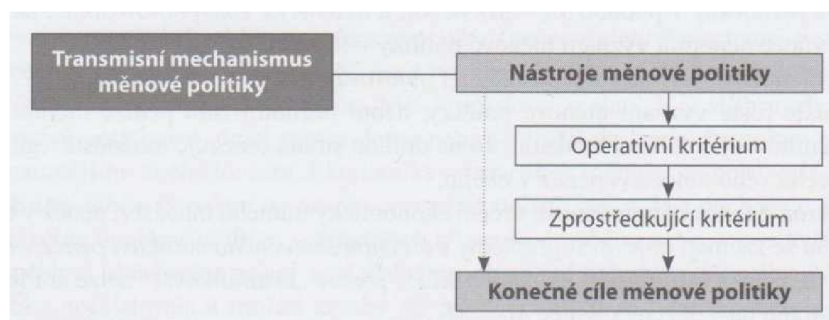 Transmisní mechanismus
měnové politiky
Nástroje měnové politiky
Operativní kritérium
Zprostředkující kritérium
Konečné cíle měnové politiky